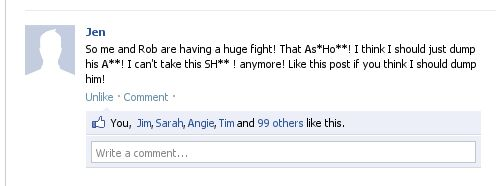 Jen
So me and Rob are having a huge fight! That As*Ho**! I think I should just dump
his A**! I can't take this SH** ! anymore! Like this post if you think I should dump
him!
Unlike · Comment ·
You, Jim, Sarah, Angie, Tim and 99 others like this.
Write a comment...